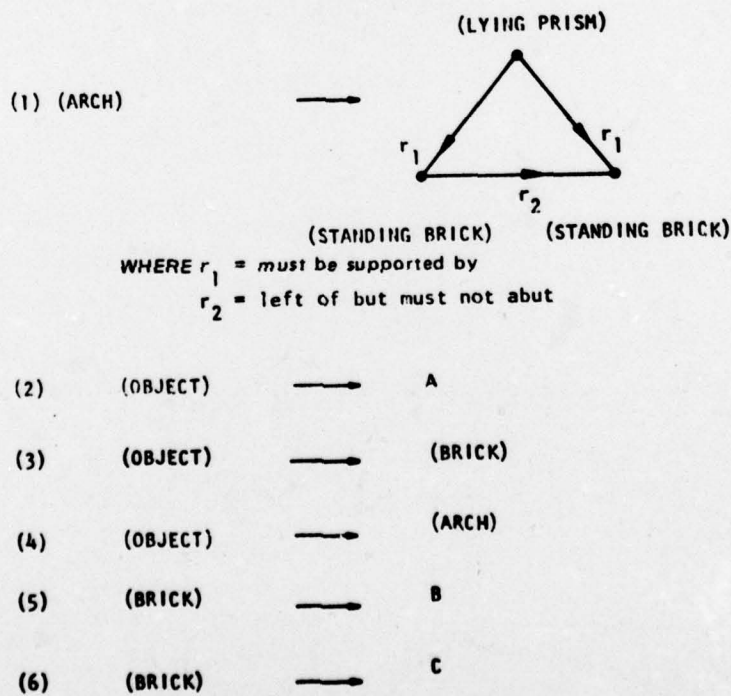 (LYING PRISM)
(1) (ARCH)
r1 r1
r2
(STANDING BRICK) (STANDING BRICK)
WHERE r1 = must be supported by
r2 = left of but must not abut
(2) (OBJECT) A
(3) (OBJECT) (BRICK)
(4) (OBJECT) (ARCH)
(5) (BRICK) B
(6) (BRICK) C